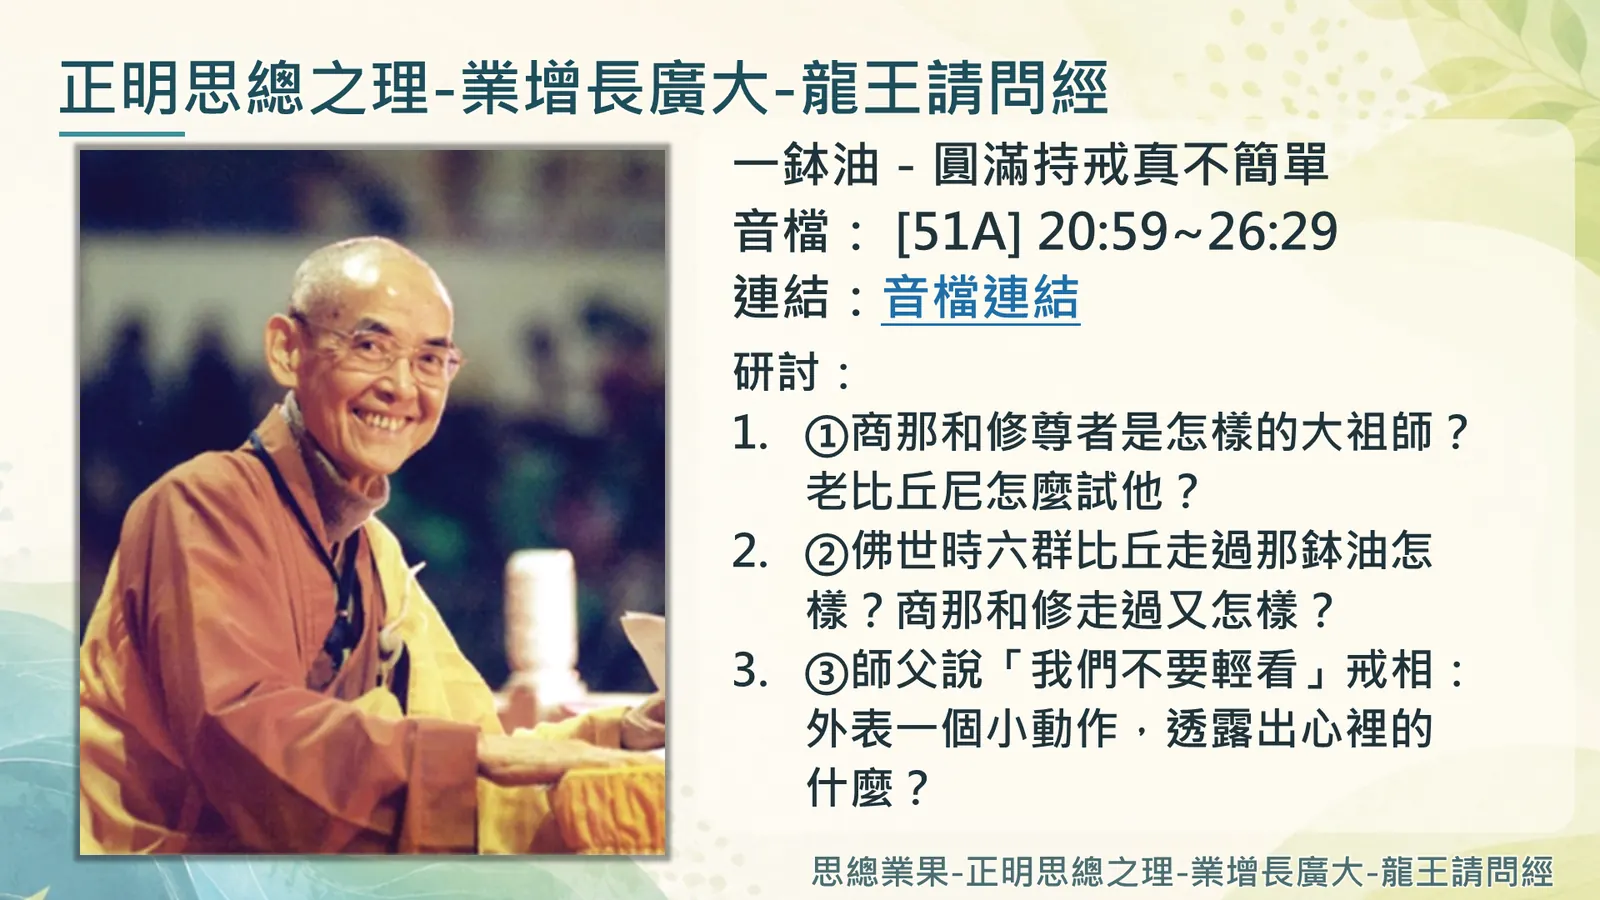 正明思總之理-業增長廣大-龍王請問經
一鉢油 - 圓滿持戒真不簡單
音檔： [51A] 20:59~26:29
連結：音檔連結
研討：
1. ①商那和修尊者是怎樣的大祖師？
老比丘尼怎麼試他？
2. ②佛世時六群比丘走過那鉢油怎
樣？商那和修走過又怎樣？
3. ③師父說「我們不要輕看」戒相：
外表一個小動作，透露出心裡的
什麼？
思總業果-正明思總之理-業增長廣大-龍王請問經